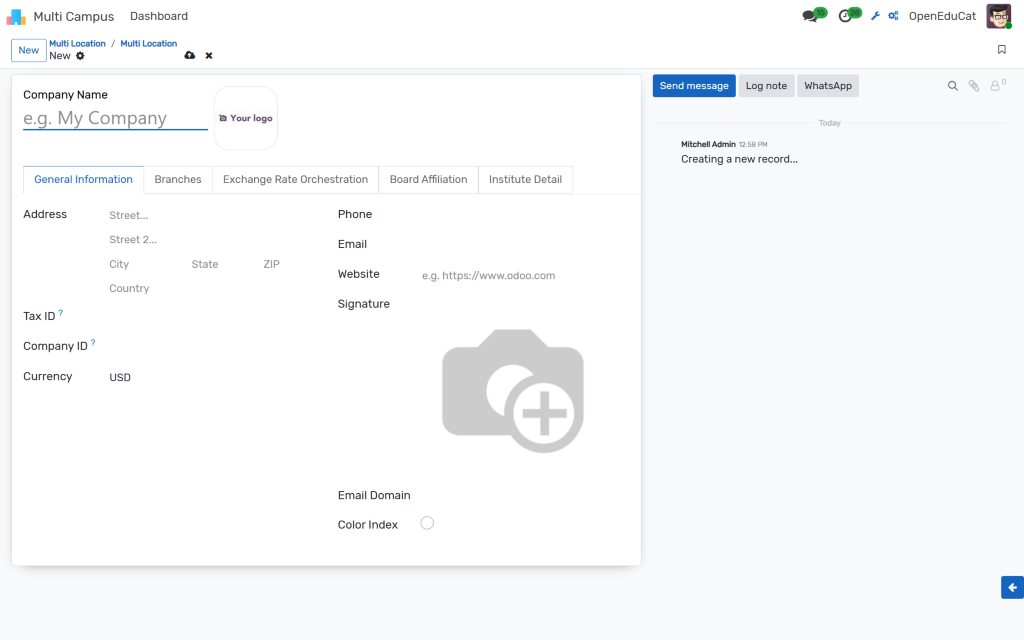 Multi Campus Dashboard 15 28 OpenEduCat
New Multi Location / Multi Location
New
Company Name
e.g. My Company
Your logo
General Information Branches Exchange Rate Orchestration Board Affiliation Institute Detail
Address Street...
Street 2...
City State ZIP
Country
Tax ID ?
Company ID ?
Currency USD
Phone
Email
Website e.g. https://www.odoo.com
Signature
Email Domain
Color Index
Send message Log note WhatsApp 0
Today
Mitchell Admin 12:58 PM
Creating a new record...